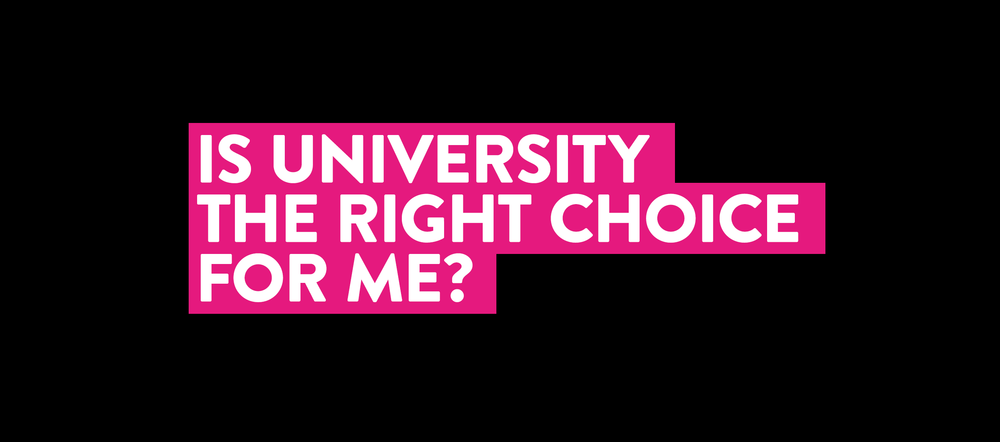 IS UNIVERSITY
THE RIGHT CHOICE
FOR ME?